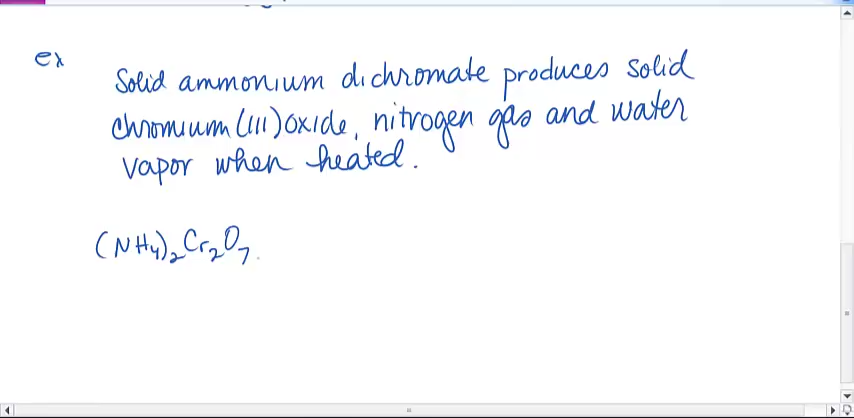 ex
Solid ammonium dichromate produces solid
chromium(III)oxide, nitrogen gas and water
vapor when heated.
(NH4)2Cr2O7